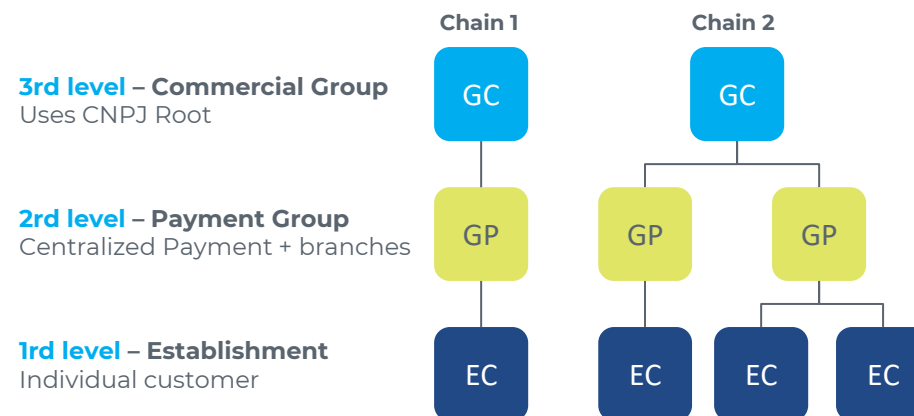 Chain 1
Chain 2
3rd level – Commercial Group
Uses CNPJ Root
GC
GC
2rd level – Payment Group
Centralized Payment + branches
GP
GP
GP
1rd level – Establishment
Individual customer
EC
EC
EC
EC